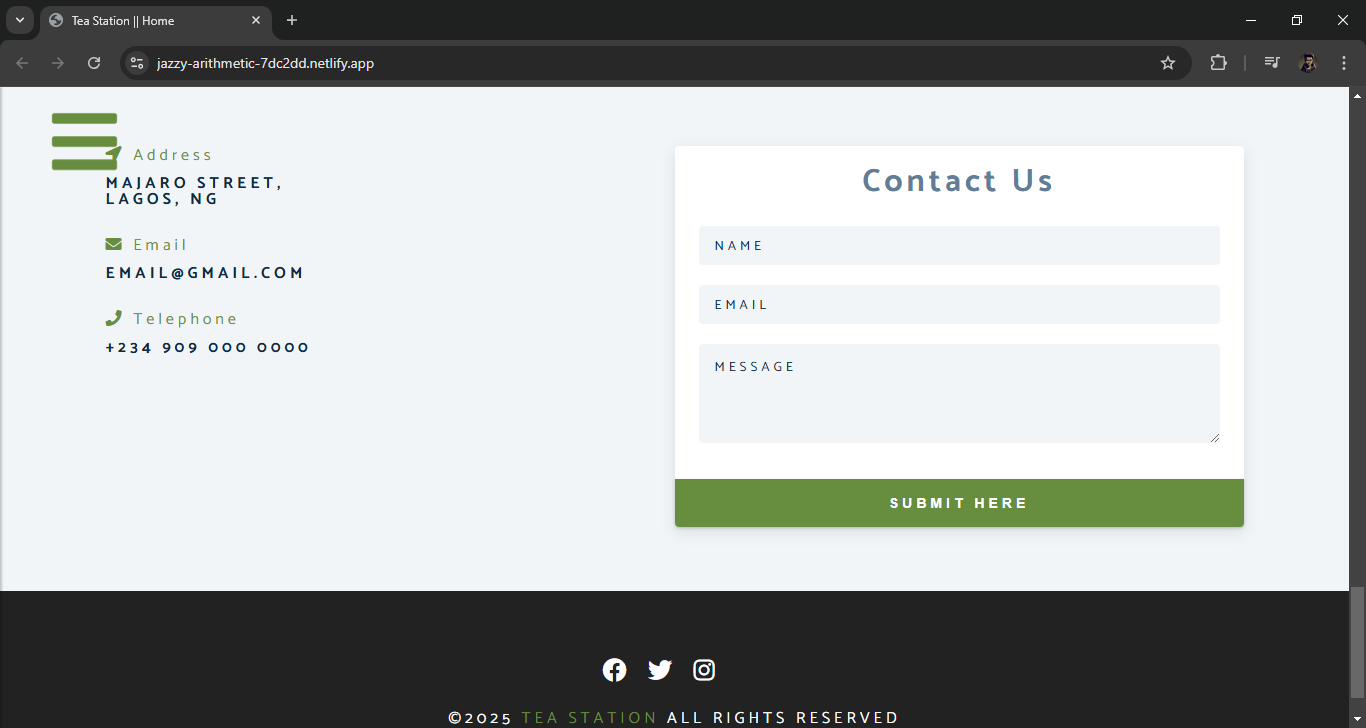 Tea Station || Home
jazzy-arithmetic-7dc2dd.netlify.app
Address
MAJARO STREET,
LAGOS, NG
Email
EMAIL@GMAIL.COM
Telephone
+234 909 000 0000
Contact Us
NAME
EMAIL
MESSAGE
SUBMIT HERE
©2025 TEA STATION ALL RIGHTS RESERVED